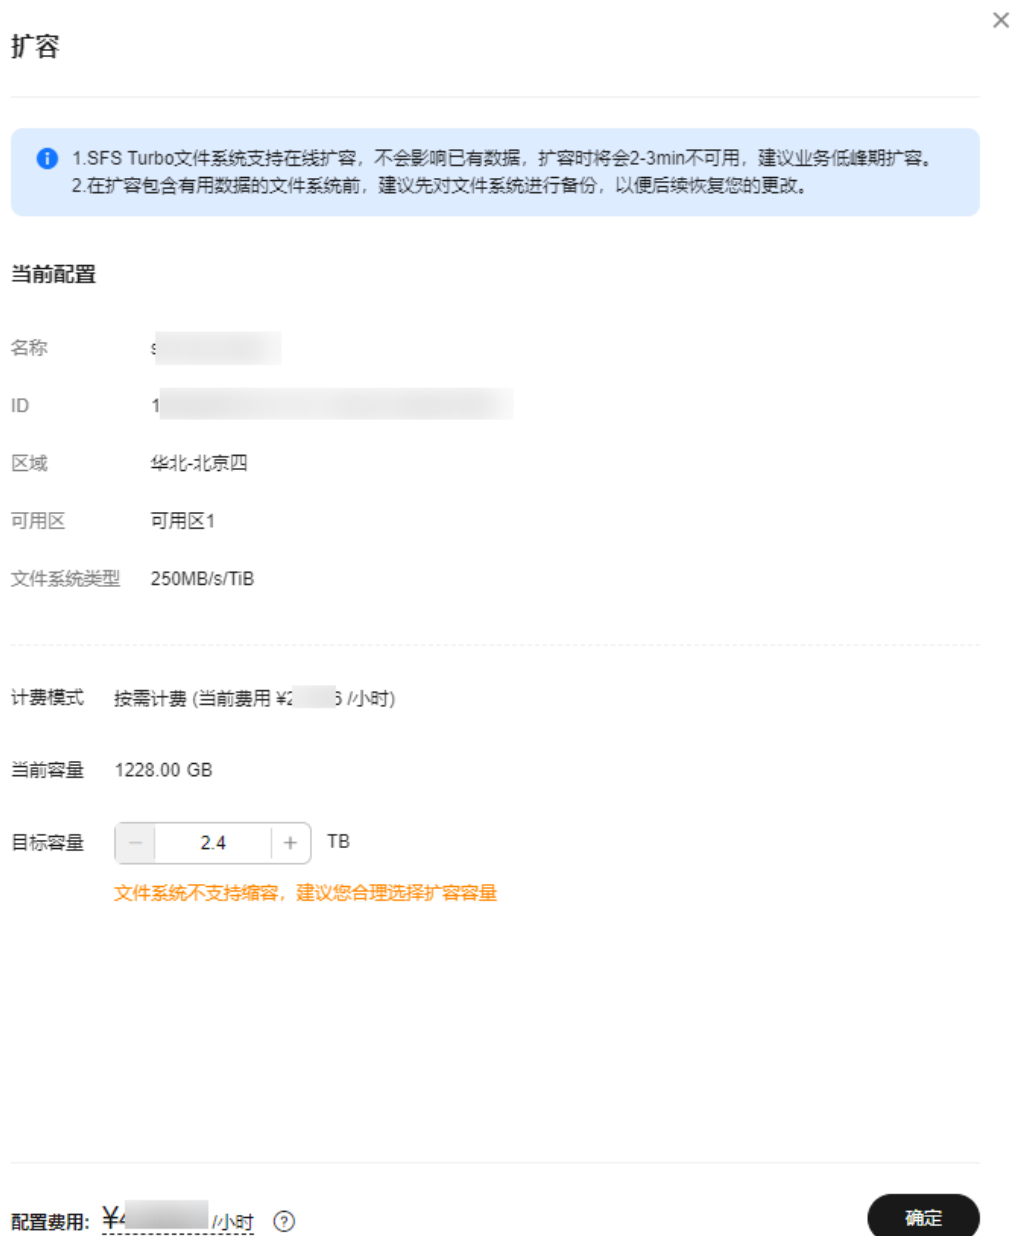 扩容
1.SFS Turbo文件系统支持在线扩容，不会影响已有数据，扩容时将会2-3min不可用，建议业务低峰期扩容。
2.在扩容包含有用数据的文件系统前，建议先对文件系统进行备份，以便后续恢复您的更改。
当前配置
名称
ID 1
区域 华北-北京四
可用区 可用区1
文件系统类型 250MB/s/TiB
计费模式 按需计费 (当前费用 ¥2 6 /小时)
当前容量 1228.00 GB
目标容量 2.4 TB
文件系统不支持缩容，建议您合理选择扩容容量
配置费用: ¥4 /小时
确定